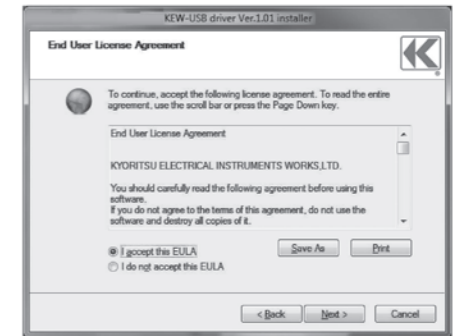 KEW-USB driver Ver.1.01 installer
End User License Agreement
To continue, accept the following license agreement. To read the entire
agreement, use the scroll bar or press the Page Down key.
End User License Agreement
KYORITSU ELECTRICAL INSTRUMENTS WORKS,LTD.
You should carefully read the following agreement before using this
software.
If you do not agree to the terms of this agreement, do not use the
software and destroy all copies of it.
I accept this EULA
Save As
Print
I do not accept this EULA
< Back
Next >
Cancel